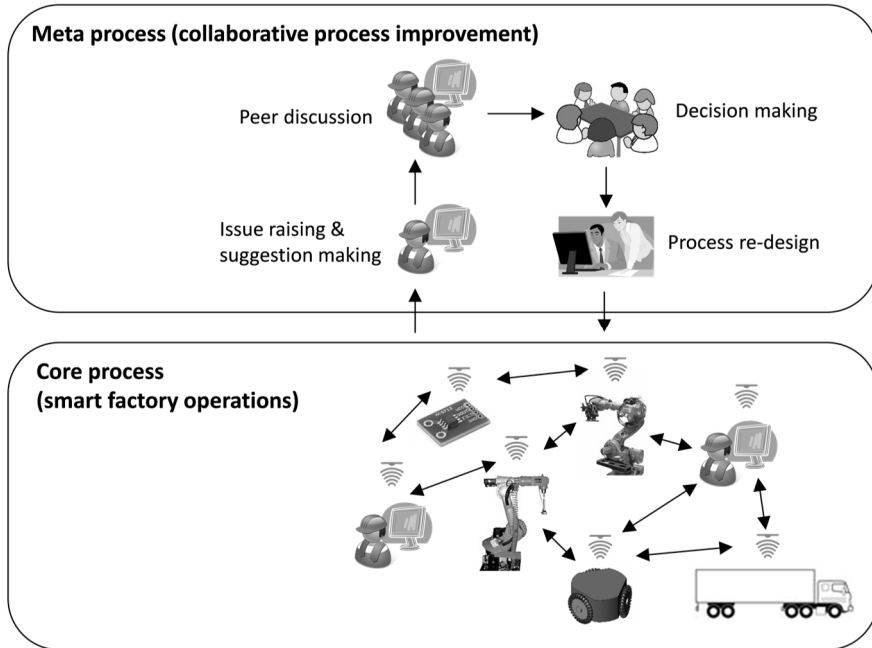 Meta process (collaborative process improvement)
Peer discussion
Decision making
Issue raising &
suggestion making
Process re-design
Core process
(smart factory operations)